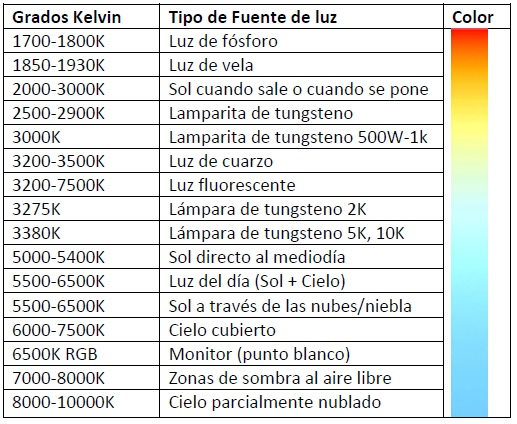 Grados Kelvin Tipo de Fuente de luz Color
1700-1800K Luz de fósforo
1850-1930K Luz de vela
2000-3000K Sol cuando sale o cuando se pone
2500-2900K Lamparita de tungsteno
3000K Lamparita de tungsteno 500W-1k
3200-3500K Luz de cuarzo
3200-7500K Luz fluorescente
3275K Lámpara de tungsteno 2K
3380K Lámpara de tungsteno 5K, 10K
5000-5400K Sol directo al mediodía
5500-6500K Luz del día (Sol + Cielo)
5500-6500K Sol a través de las nubes/niebla
6000-7500K Cielo cubierto
6500K RGB Monitor (punto blanco)
7000-8000K Zonas de sombra al aire libre
8000-10000K Cielo parcialmente nublado